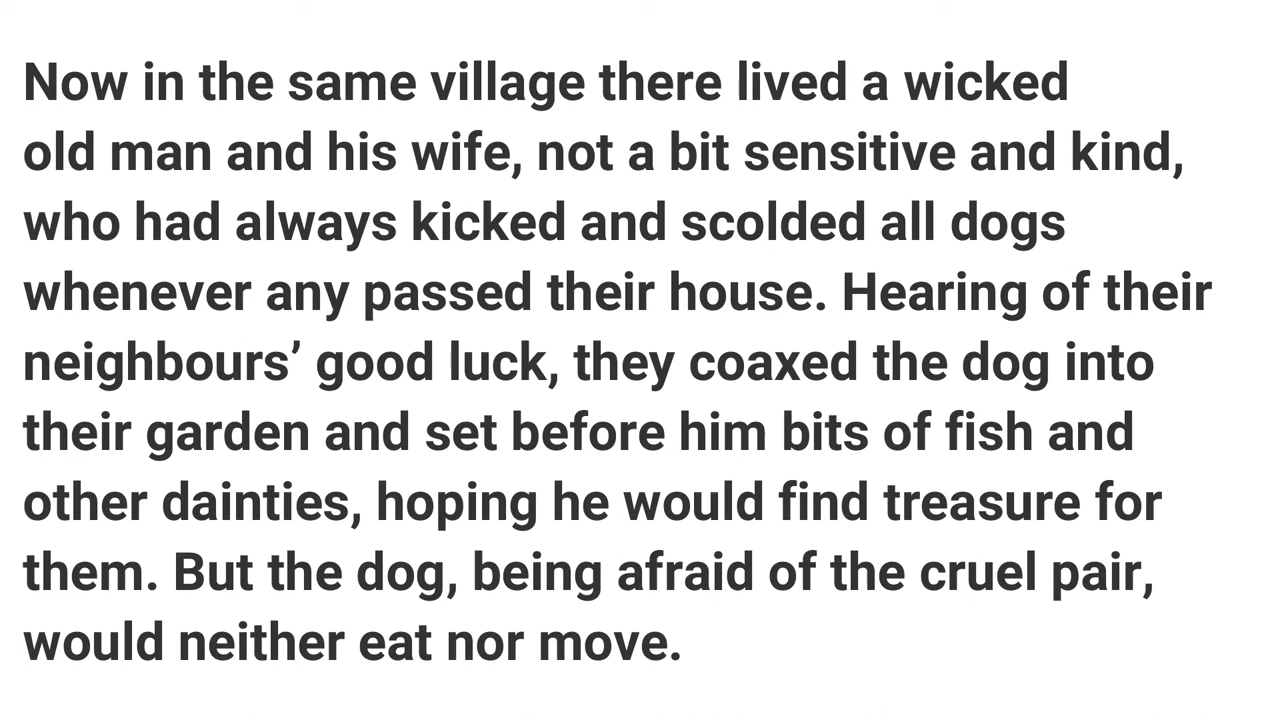 Now in the same village there lived a wicked
old man and his wife, not a bit sensitive and kind,
who had always kicked and scolded all dogs
whenever any passed their house. Hearing of their
neighbours’ good luck, they coaxed the dog into
their garden and set before him bits of fish and
other dainties, hoping he would find treasure for
them. But the dog, being afraid of the cruel pair,
would neither eat nor move.